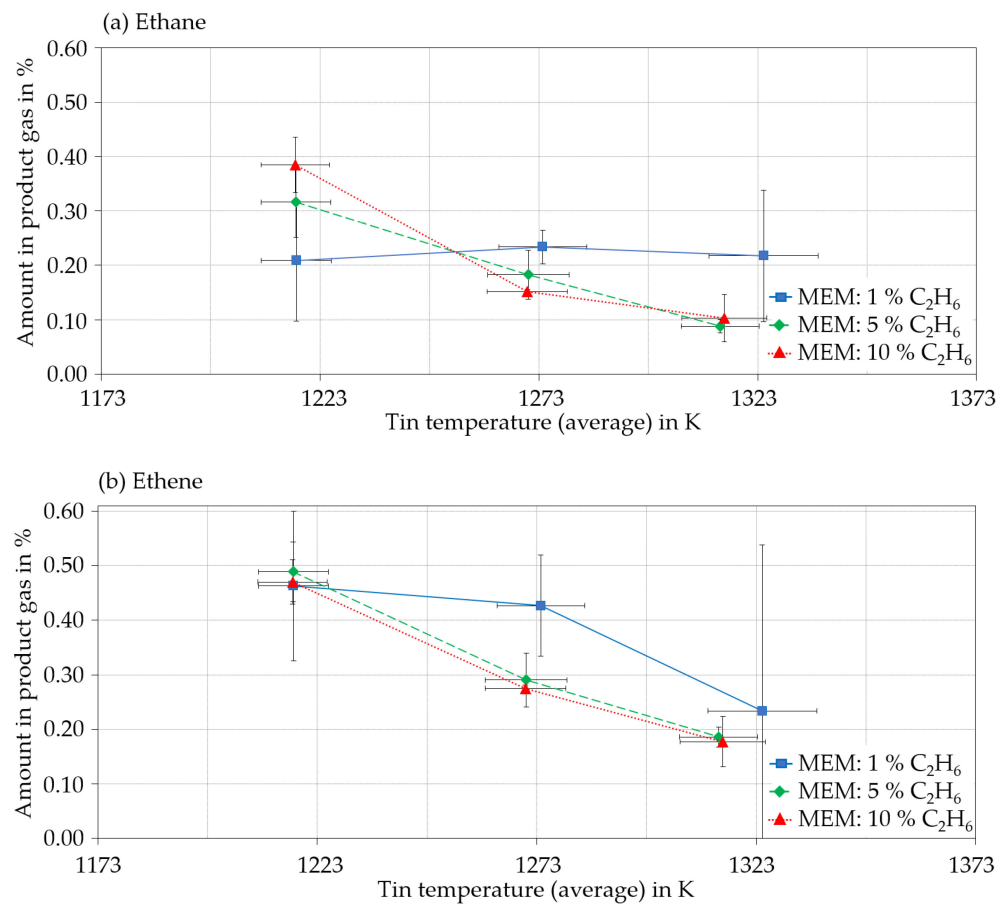 (a) Ethane
Amount in product gas in %
0.60
0.50
0.40
0.30
0.20
0.10
0.00
1173
1223
1273
1323
1373
Tin temperature (average) in K
MEM: 1 % C₂H₆
MEM: 5 % C₂H₆
MEM: 10 % C₂H₆
(b) Ethene
Amount in product gas in %
0.60
0.50
0.40
0.30
0.20
0.10
0.00
1173
1223
1273
1323
1373
Tin temperature (average) in K
MEM: 1 % C₂H₆
MEM: 5 % C₂H₆
MEM: 10 % C₂H₆